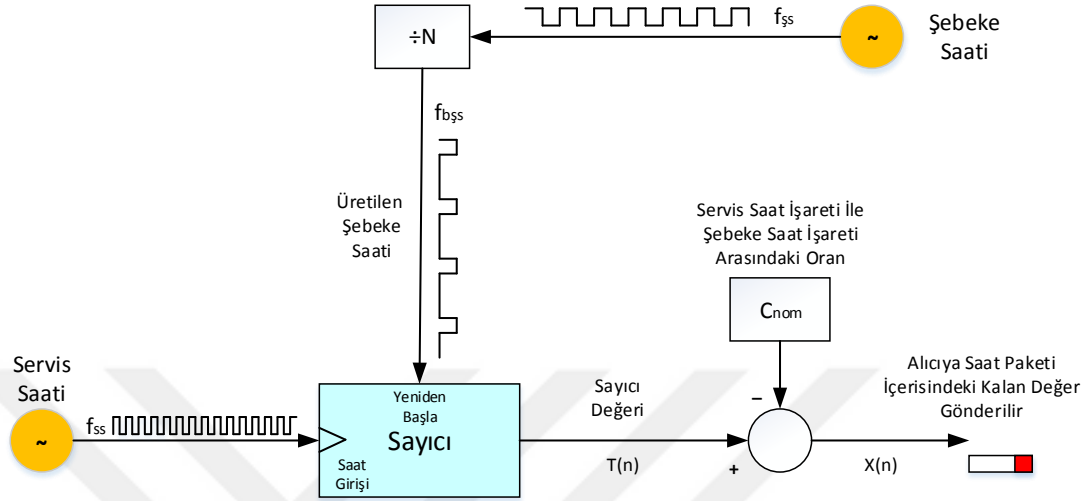 ÷N
fşs
~
Şebeke
Saati
fbşs
Üretilen
Şebeke
Saati
Servis Saat İşareti İle
Şebeke Saat İşareti
Arasındaki Oran
Cnom
Servis
Saati
~
fss
Yeniden
Başla
Sayıcı
Saat
Girişi
Sayıcı
Değeri
T(n)
−
+
X(n)
Alıcıya Saat Paketi
İçerisindeki Kalan Değer
Gönderilir